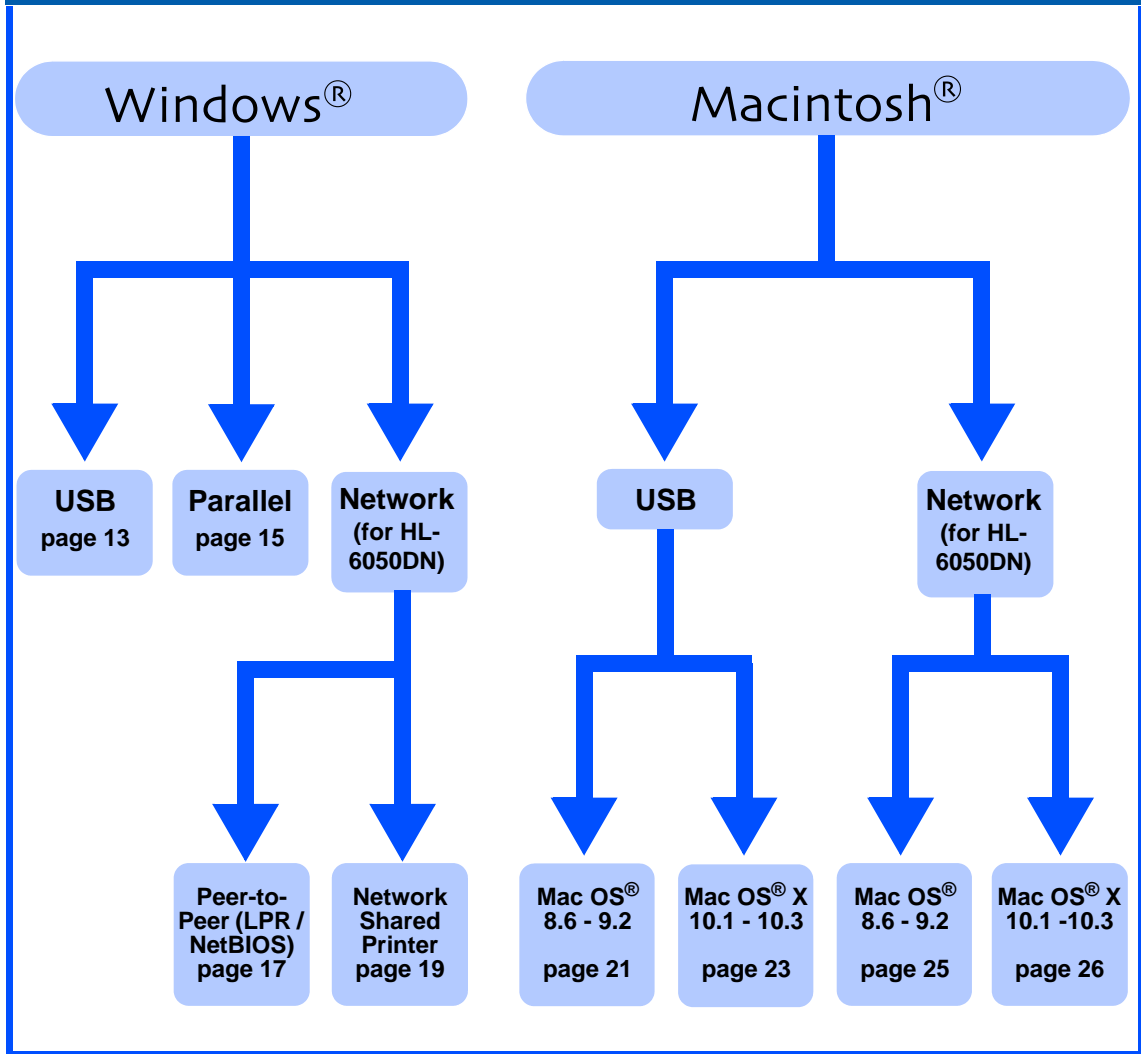 Windows®
Macintosh®
USB
page 13
Parallel
page 15
Network
(for HL-
6050DN)
USB
Network
(for HL-
6050DN)
Peer-to-
Peer (LPR /
NetBIOS)
page 17
Network
Shared
Printer
page 19
Mac OS®
8.6 - 9.2
page 21
Mac OS® X
10.1 - 10.3
page 23
Mac OS®
8.6 - 9.2
page 25
Mac OS® X
10.1 -10.3
page 26